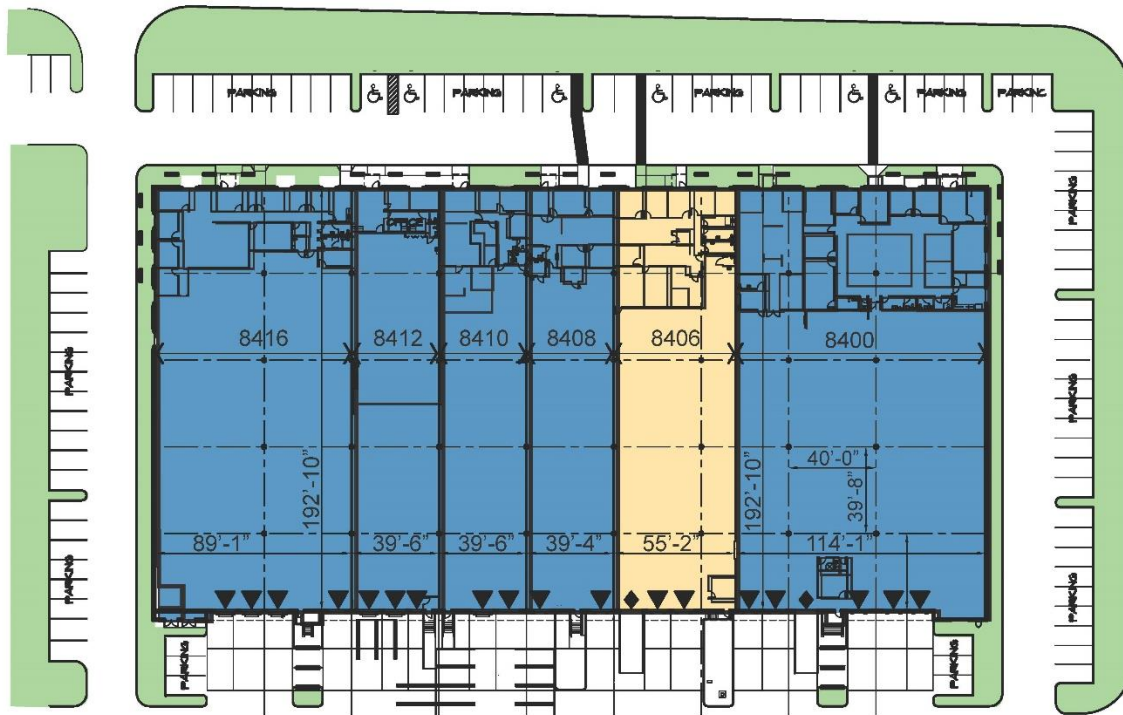 PARKING
PARKING
PARKING
PARKING
PARKING
PARKING
OFFICE
8416
8412
8410
8408
8406
8400
PARKING
PARKING
PARKING
192'-10"
192'-10"
40'-0"
39'-8"
89'-1"
39'-6"
39'-6"
39'-4"
55'-2"
114'-1"
PARKING
PARKING
PARKING
PARKING